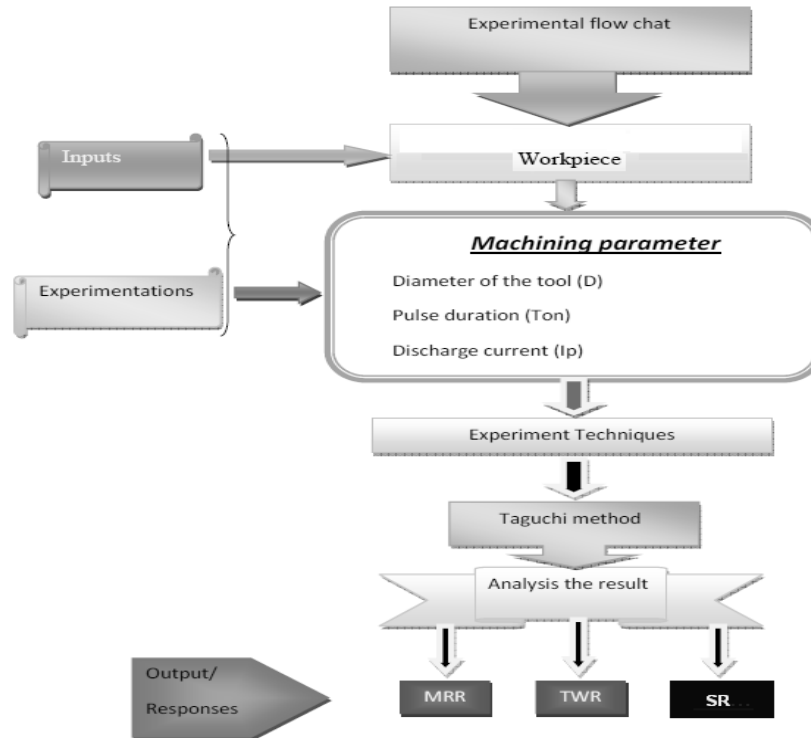 Experimental flow chat
Inputs
Workpiece
Machining parameter
Experimentations
Diameter of the tool (D)
Pulse duration (Ton)
Discharge current (Ip)
Experiment Techniques
Taguchi method
Analysis the result
Output/
Responses
MRR
TWR
SR